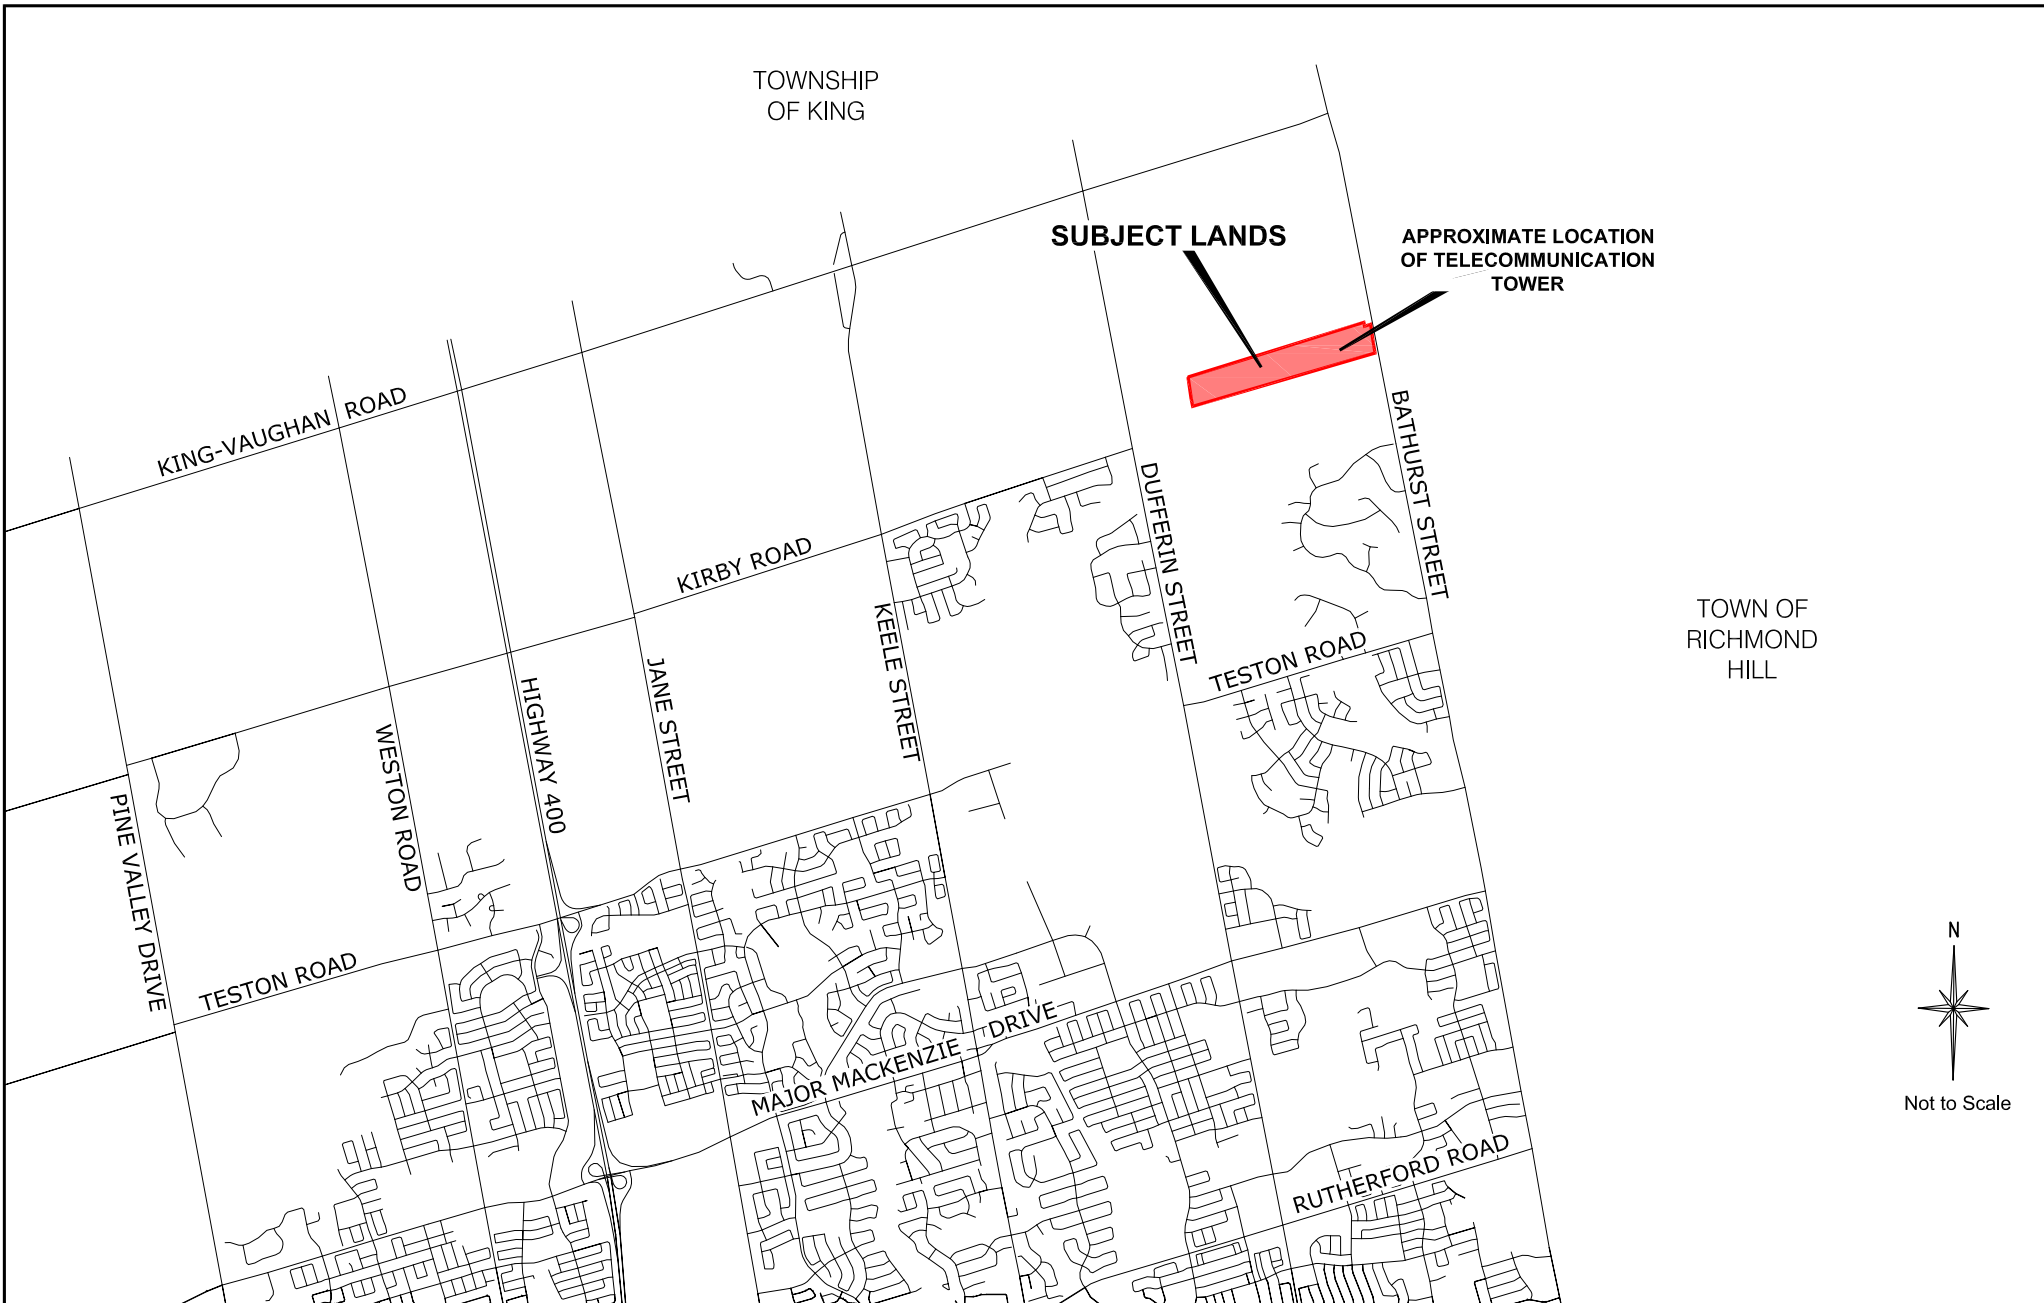 TOWNSHIP
OF KING
SUBJECT LANDS
APPROXIMATE LOCATION
OF TELECOMMUNICATION
TOWER
KING-VAUGHAN ROAD
KIRBY ROAD
BATHURST STREET
DUFFERIN STREET
KEELE STREET
JANE STREET
HIGHWAY 400
WESTON ROAD
PINE VALLEY DRIVE
TESTON ROAD
TOWN OF
RICHMOND
HILL
TESTON ROAD
MAJOR MACKENZIE DRIVE
RUTHERFORD ROAD
N
Not to Scale